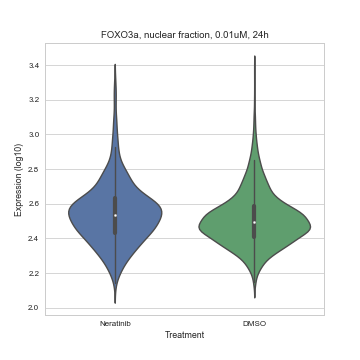 FOXO3a, nuclear fraction, 0.01uM, 24h
3.4
3.2
3.0
2.8
2.6
2.4
2.2
2.0
Expression (log10)
Neratinib DMSO
Treatment